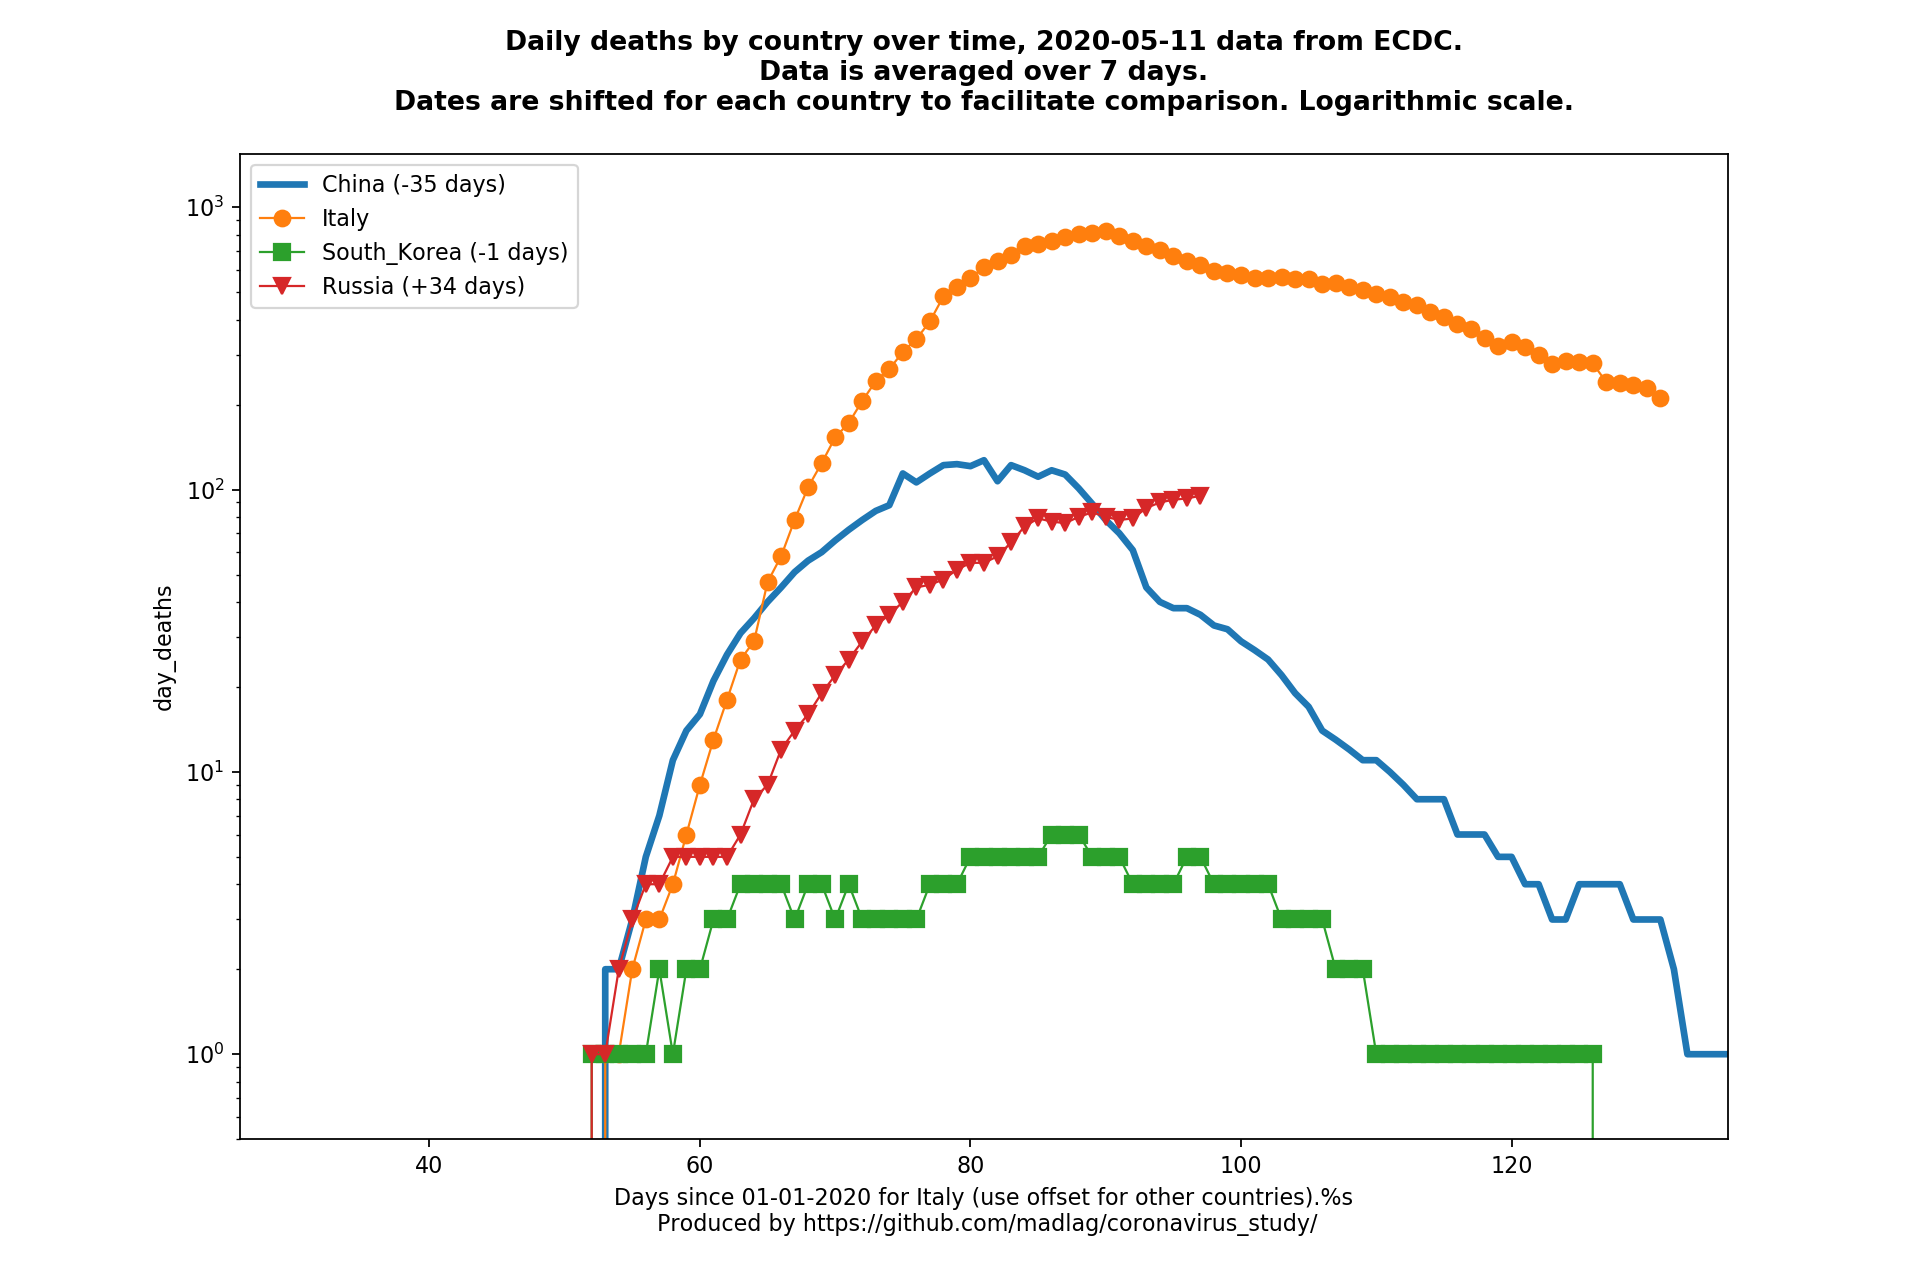 Daily deaths by country over time, 2020-05-11 data from ECDC.
Data is averaged over 7 days.
Dates are shifted for each country to facilitate comparison. Logarithmic scale.
China (-35 days)
Italy
South_Korea (-1 days)
Russia (+34 days)
10³
10²
10¹
10⁰
day_deaths
40 60 80 100 120
Days since 01-01-2020 for Italy (use offset for other countries).%s
Produced by https://github.com/madlag/coronavirus_study/